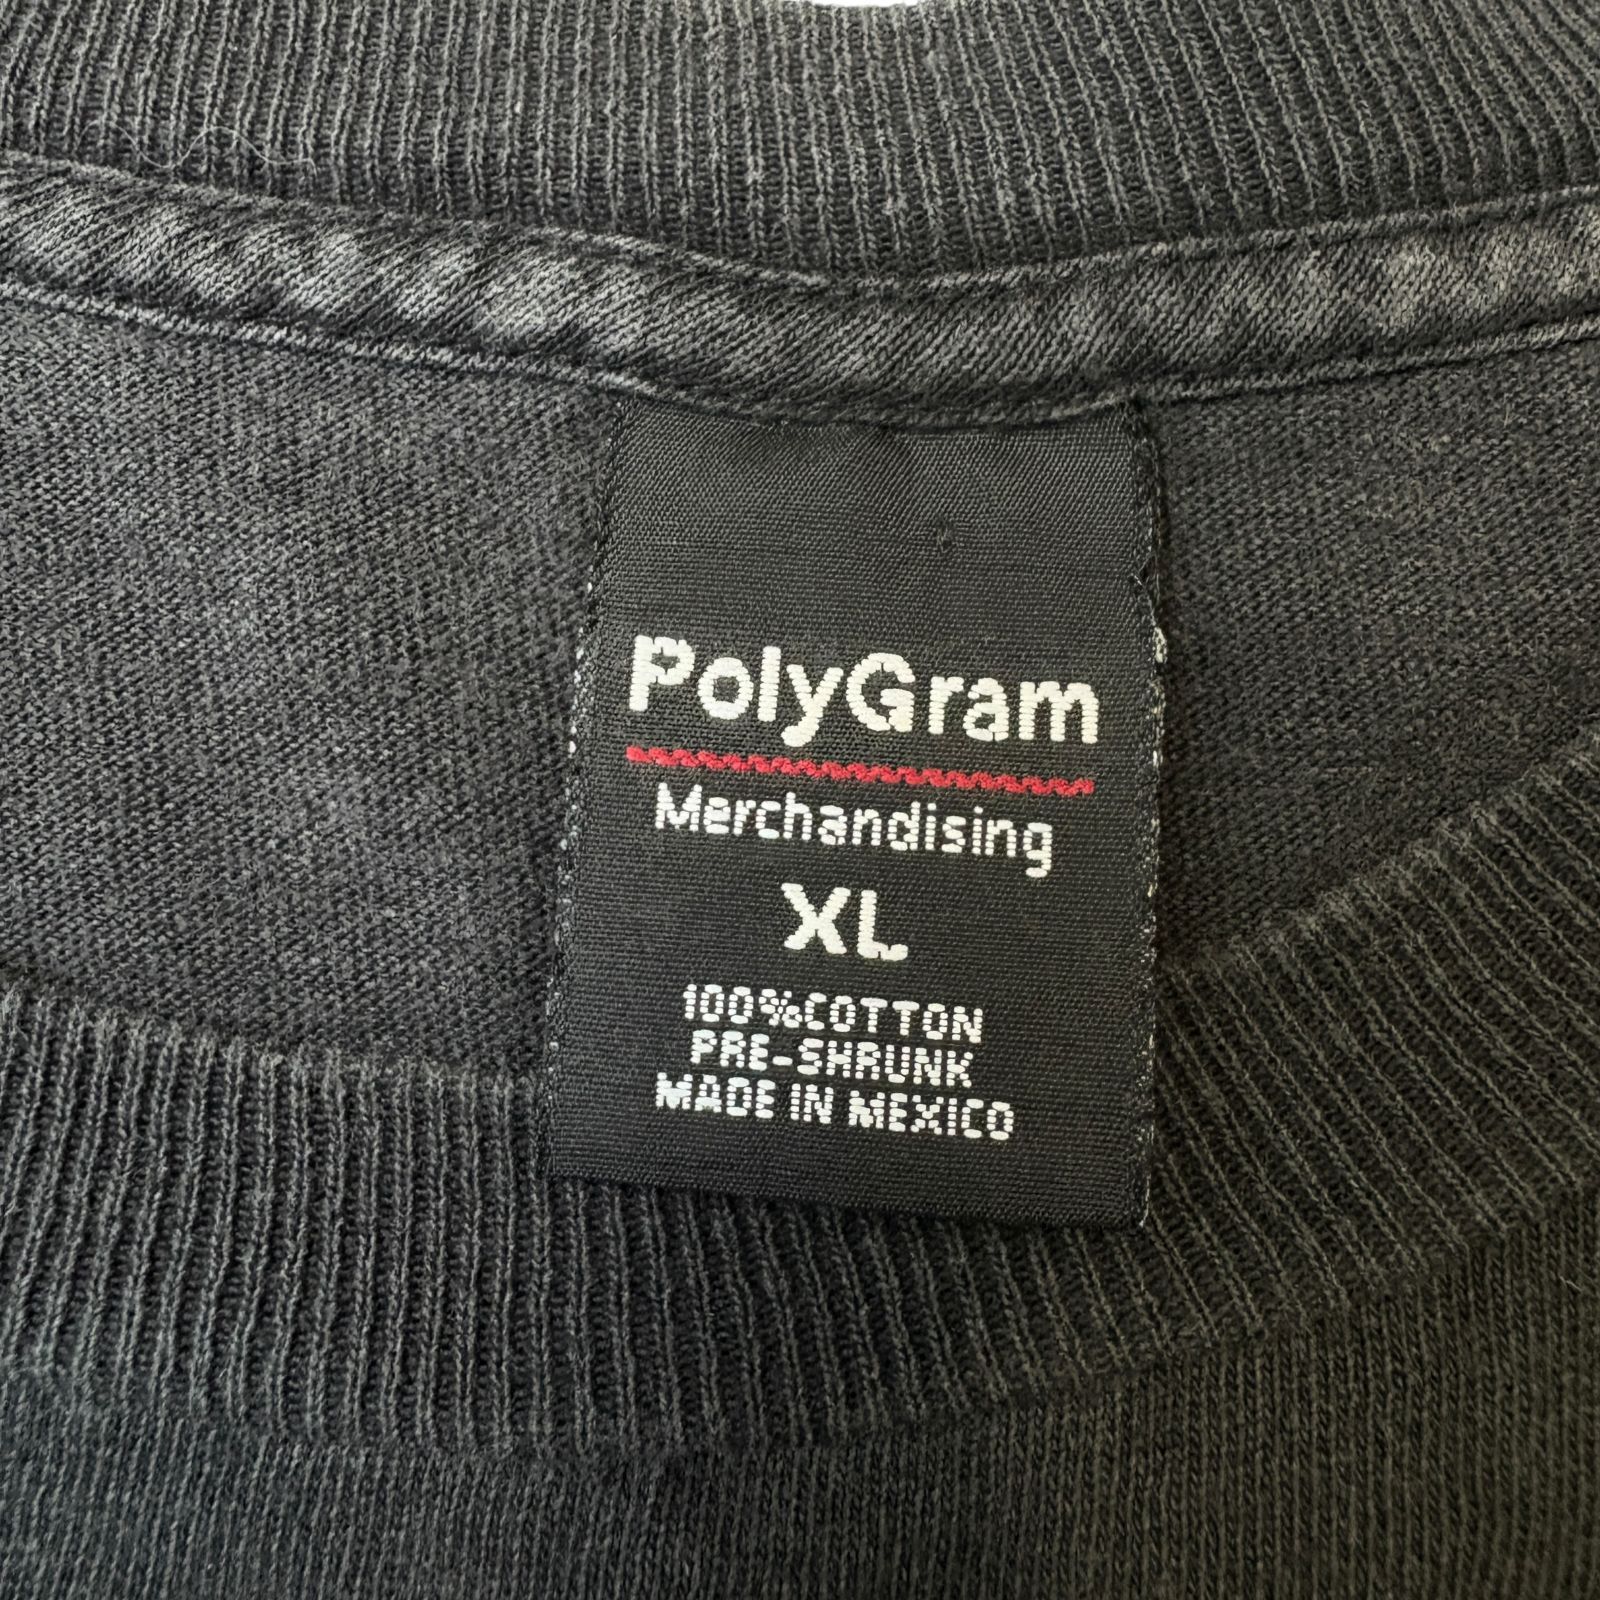 PolyGram
Merchandising
XL
100%COTTON
PRE-SHRUNK
MADE IN MEXICO